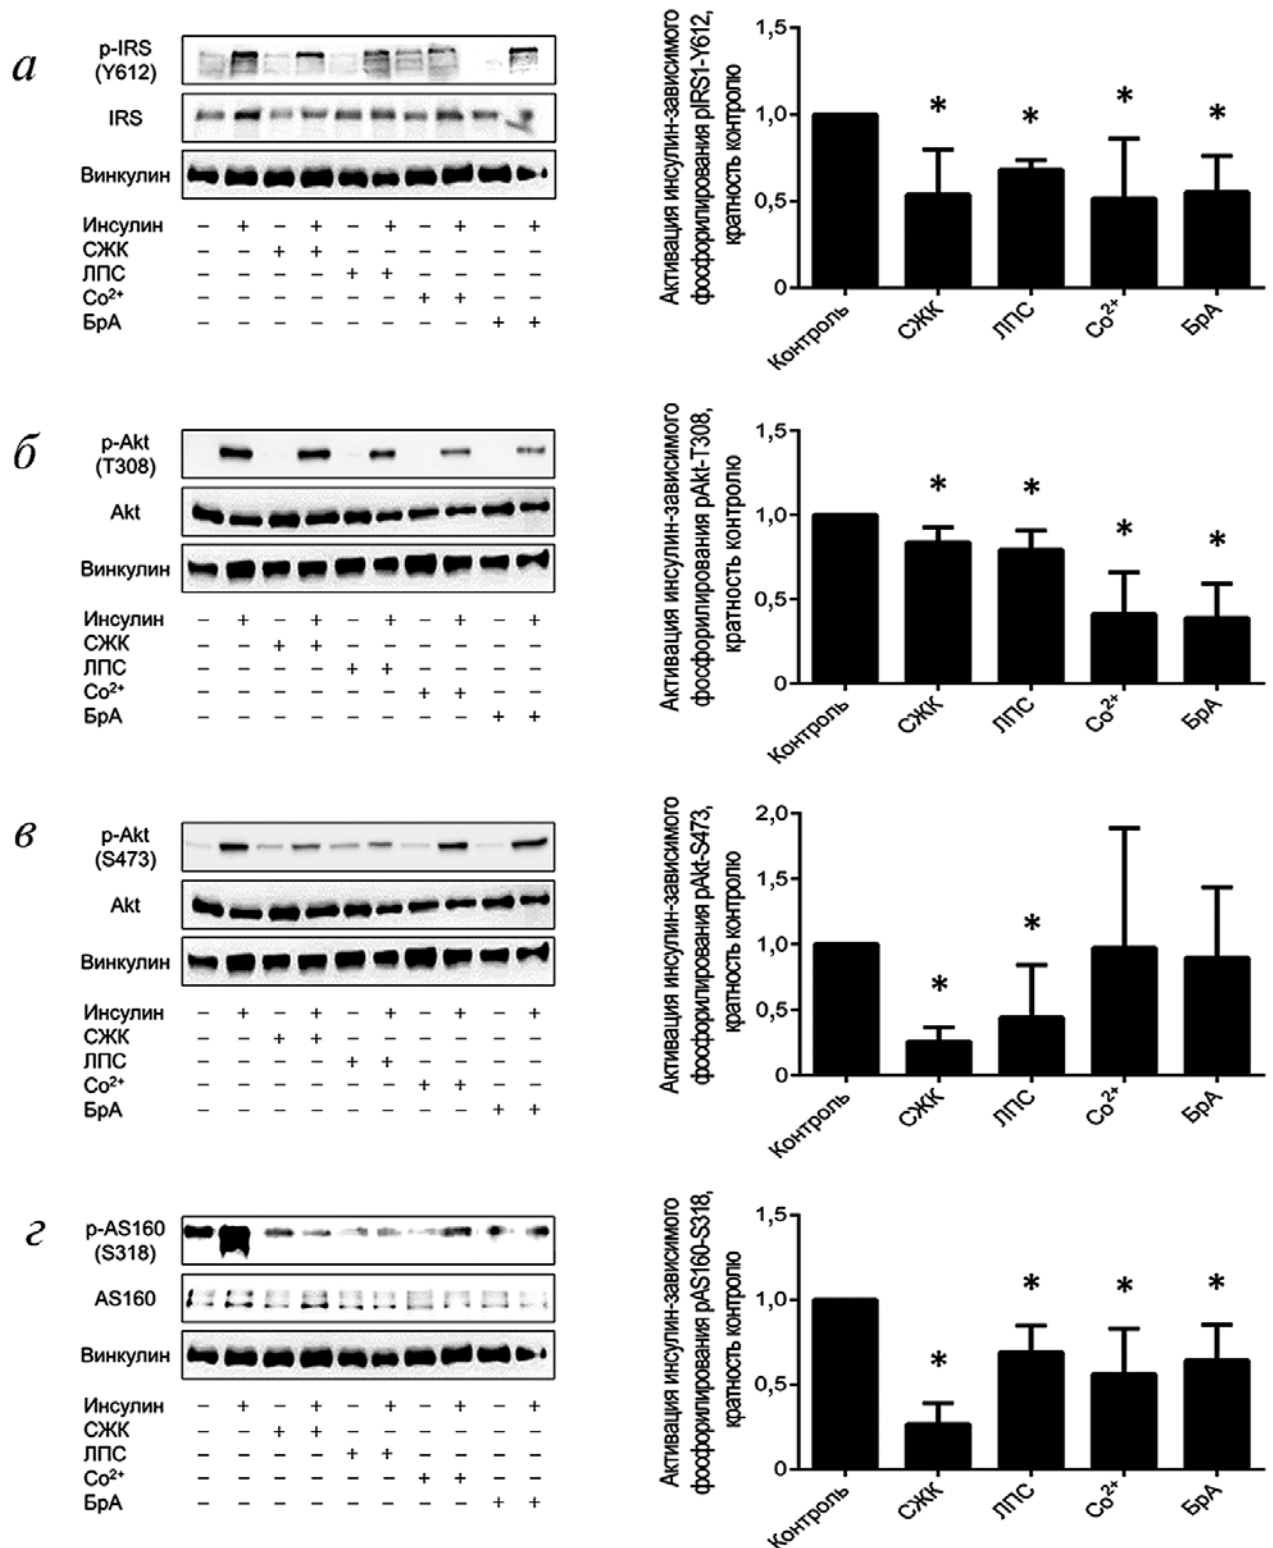 а
p-IRS
(Y612)
IRS
Винкулин
Инсулин – + – + – + – + – +
СЖК – – + + – – – – – –
ЛПС – – – – + + – – – –
Co²⁺ – – – – – – + + – –
БрА – – – – – – – – + +
Активация инсулин-зависимого
фосфорилирования pIRS1-Y612,
кратность контролю
1,5
1,0
0,5
0
* * * *
Контроль СЖК ЛПС Co²⁺ БрА
б
p-Akt
(T308)
Akt
Винкулин
Инсулин – + – + – + – + – +
СЖК – – + + – – – – – –
ЛПС – – – – + + – – – –
Co²⁺ – – – – – – + + – –
БрА – – – – – – – – + +
Активация инсулин-зависимого
фосфорилирования pAkt-T308,
кратность контролю
1,5
1,0
0,5
0
* * * *
Контроль СЖК ЛПС Co²⁺ БрА
в
p-Akt
(S473)
Akt
Винкулин
Инсулин – + – + – + – + – +
СЖК – – + + – – – – – –
ЛПС – – – – + + – – – –
Co²⁺ – – – – – – + + – –
БрА – – – – – – – – + +
Активация инсулин-зависимого
фосфорилирования pAkt-S473,
кратность контролю
2,0
1,5
1,0
0,5
0
* *
Контроль СЖК ЛПС Co²⁺ БрА
г
p-AS160
(S318)
AS160
Винкулин
Инсулин – + – + – + – + – +
СЖК – – + + – – – – – –
ЛПС – – – – + + – – – –
Co²⁺ – – – – – – + + – –
БрА – – – – – – – – + +
Активация инсулин-зависимого
фосфорилирования pAS160-S318,
кратность контролю
1,5
1,0
0,5
0
* * * *
Контроль СЖК ЛПС Co²⁺ БрА